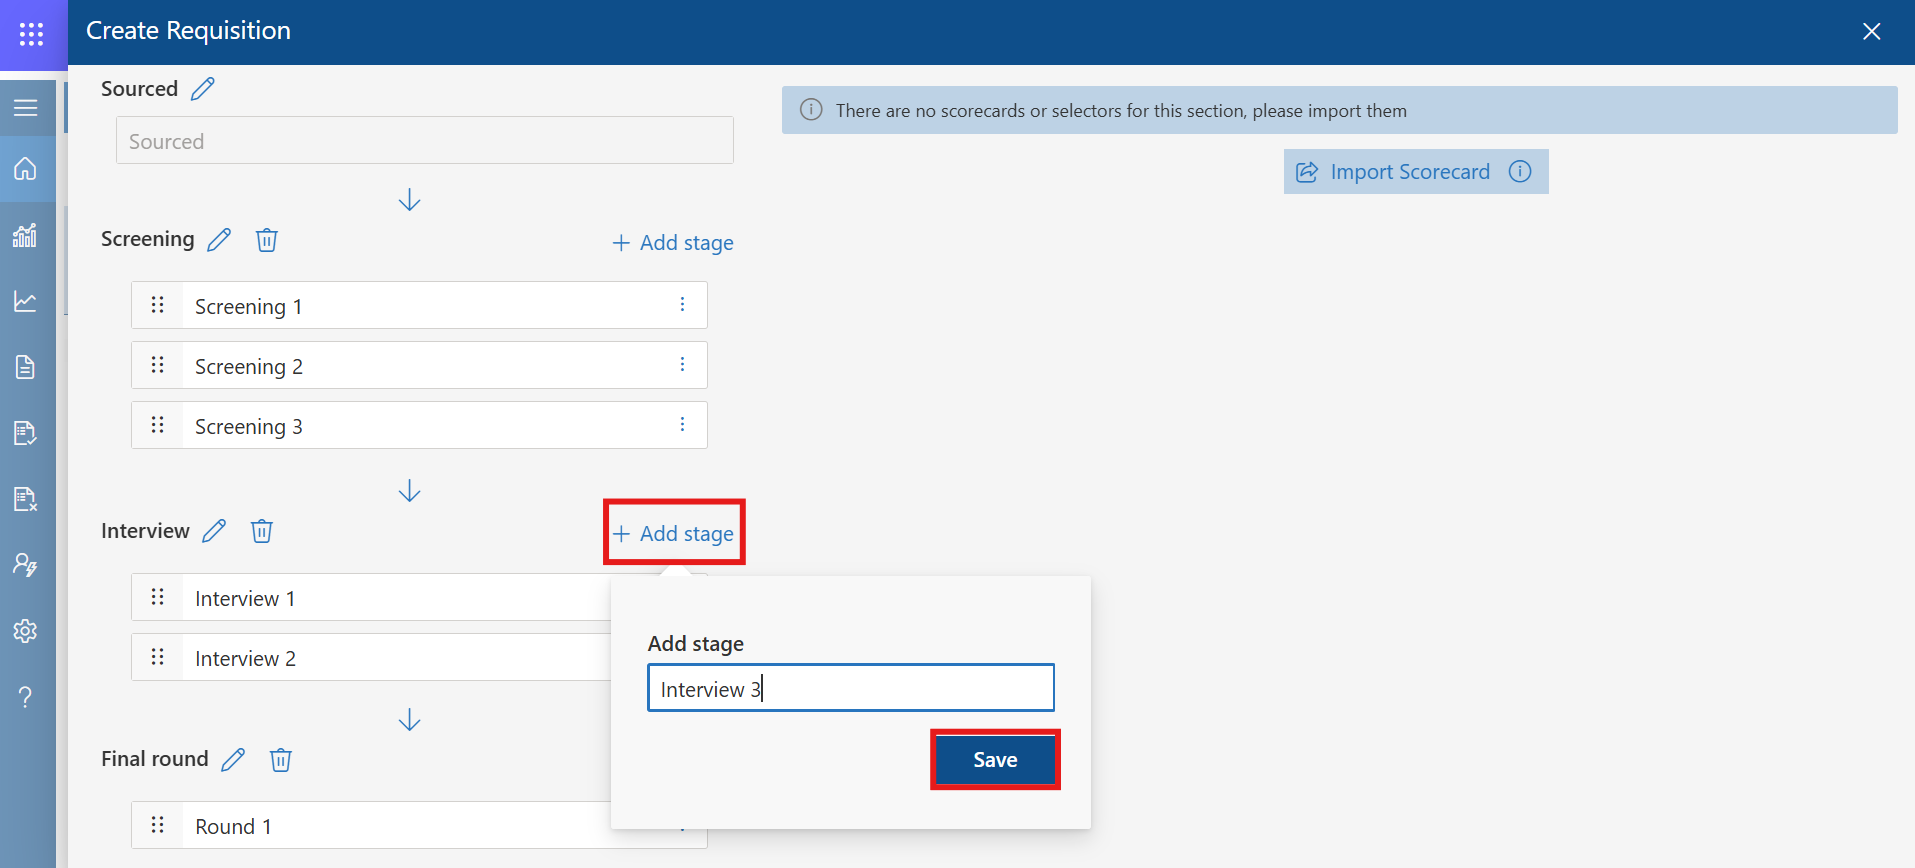 Create Requisition
Sourced
Sourced
There are no scorecards or selectors for this section, please import them
Import Scorecard
Screening
Add stage
Screening 1
Screening 2
Screening 3
Interview
Add stage
Interview 1
Interview 2
Add stage
Interview 3
Save
Final round
Round 1